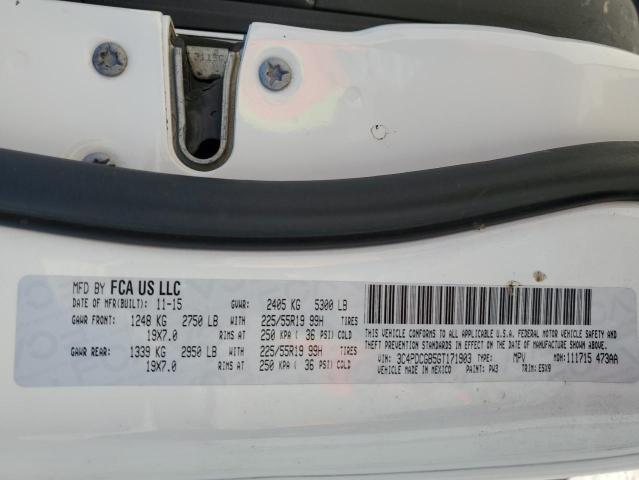 MFD BY FCA US LLC
DATE OF MFR(BUILT): 11-15 GVWR: 2405 KG 5300 LB
GAWR FRONT: 1248 KG 2750 LB WITH 225/55R19 99H TIRES
19X7.0 RIMS AT 250 KPA ( 36 PSI) COLD
GAWR REAR: 1339 KG 2950 LB WITH 225/55R19 99H TIRES
19X7.0 RIMS AT 250 KPA ( 36 PSI) COLD
THIS VEHICLE CONFORMS TO ALL APPLICABLE U.S.A. FEDERAL MOTOR VEHICLE SAFETY AND
THEFT PREVENTION STANDARDS IN EFFECT ON THE DATE OF MANUFACTURE SHOWN ABOVE.
VIN: 3C4PDCGB5GT171903 TYPE: MPV MDH: 111715 473AA
VEHICLE MADE IN MEXICO PAINT: PW3 TRIM: E5X9